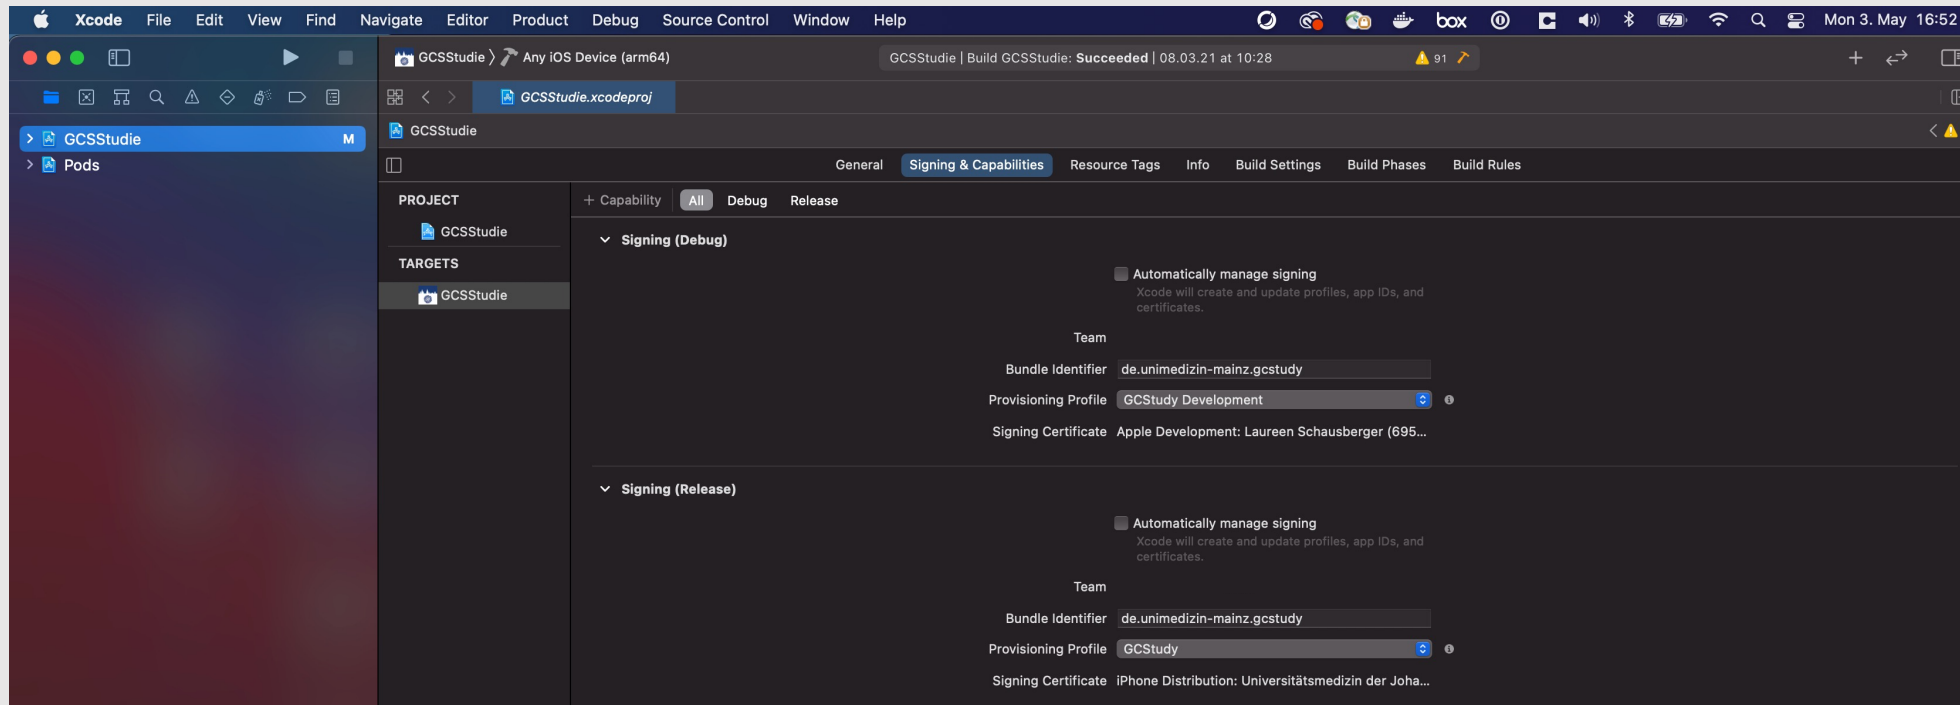 Xcode File Edit View Find Navigate Editor Product Debug Source Control Window Help box Mon 3. May 16:52
GCSStudie Any iOS Device (arm64) GCSStudie | Build GCSStudie: Succeeded | 08.03.21 at 10:28 91
GCSStudie.xcodeproj
GCSStudie M
GCSStudie
Pods
General Signing & Capabilities Resource Tags Info Build Settings Build Phases Build Rules
PROJECT
+ Capability All Debug Release
GCSStudie
Signing (Debug)
TARGETS
GCSStudie
Automatically manage signing
Xcode will create and update profiles, app IDs, and
certificates.
Team
Bundle Identifier de.unimedizin-mainz.gcstudy
Provisioning Profile GCStudy Development
Signing Certificate Apple Development: Laureen Schausberger (695...
Signing (Release)
Automatically manage signing
Xcode will create and update profiles, app IDs, and
certificates.
Team
Bundle Identifier de.unimedizin-mainz.gcstudy
Provisioning Profile GCStudy
Signing Certificate iPhone Distribution: Universitätsmedizin der Joha...